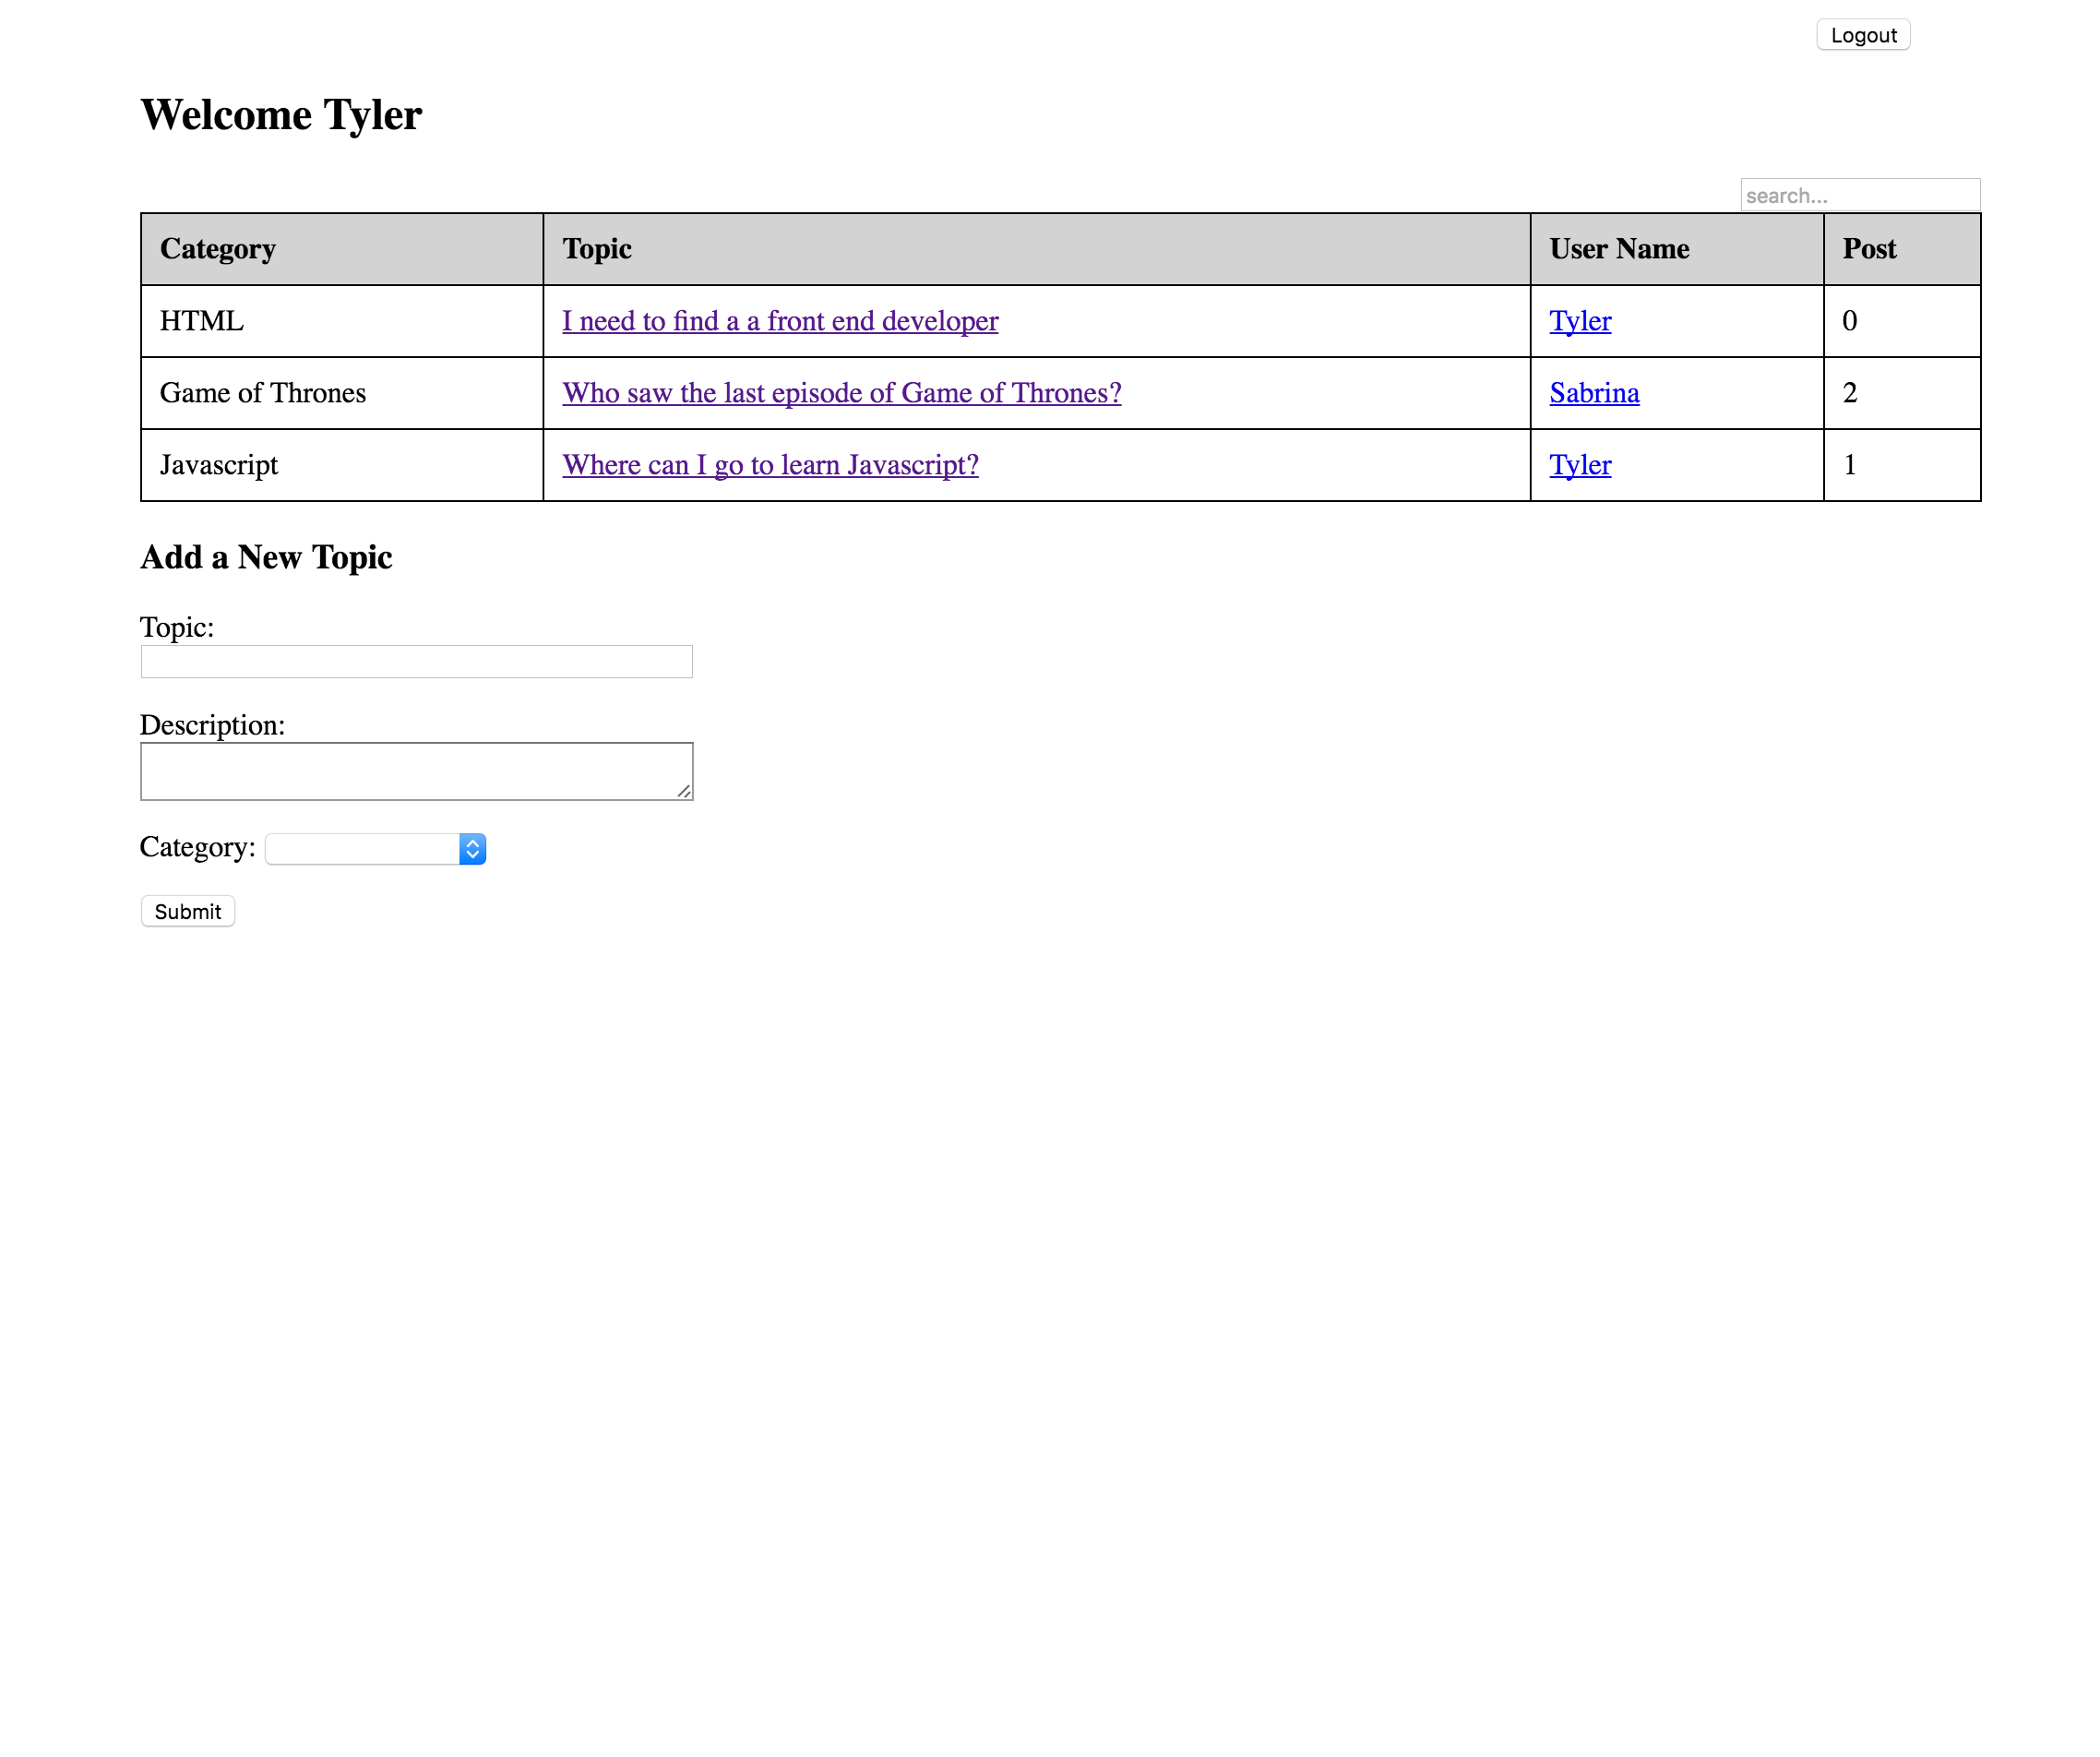 Logout
Welcome Tyler
search...
Category Topic User Name Post
HTML I need to find a a front end developer Tyler 0
Game of Thrones Who saw the last episode of Game of Thrones? Sabrina 2
Javascript Where can I go to learn Javascript? Tyler 1
Add a New Topic
Topic:
Description:
Category:
Submit